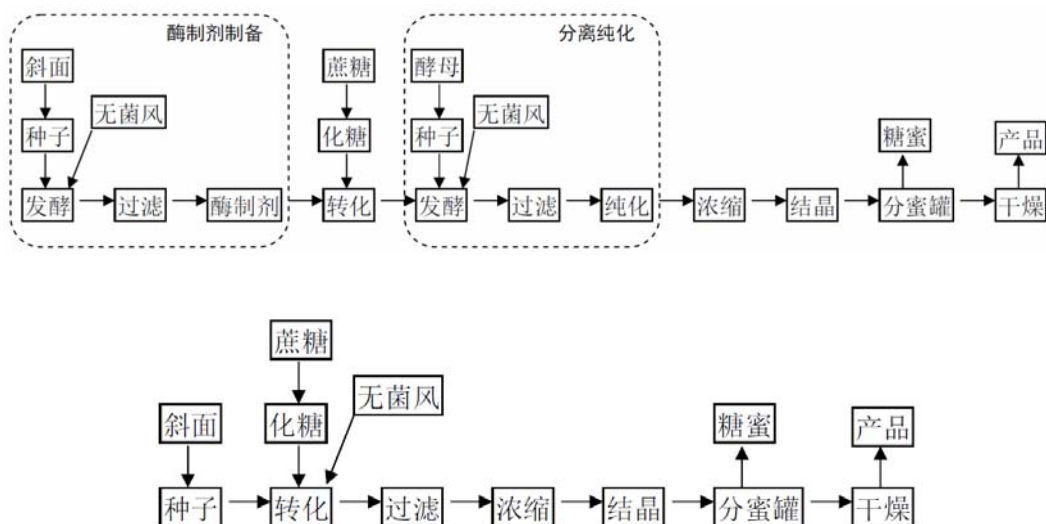 酶制剂制备
分离纯化
斜面
蔗糖
酵母
无菌风
无菌风
种子
化糖
种子
糖蜜
产品
发酵
过滤
酶制剂
转化
发酵
过滤
纯化
浓缩
结晶
分蜜罐
干燥
蔗糖
无菌风
斜面
化糖
糖蜜
产品
种子
转化
过滤
浓缩
结晶
分蜜罐
干燥